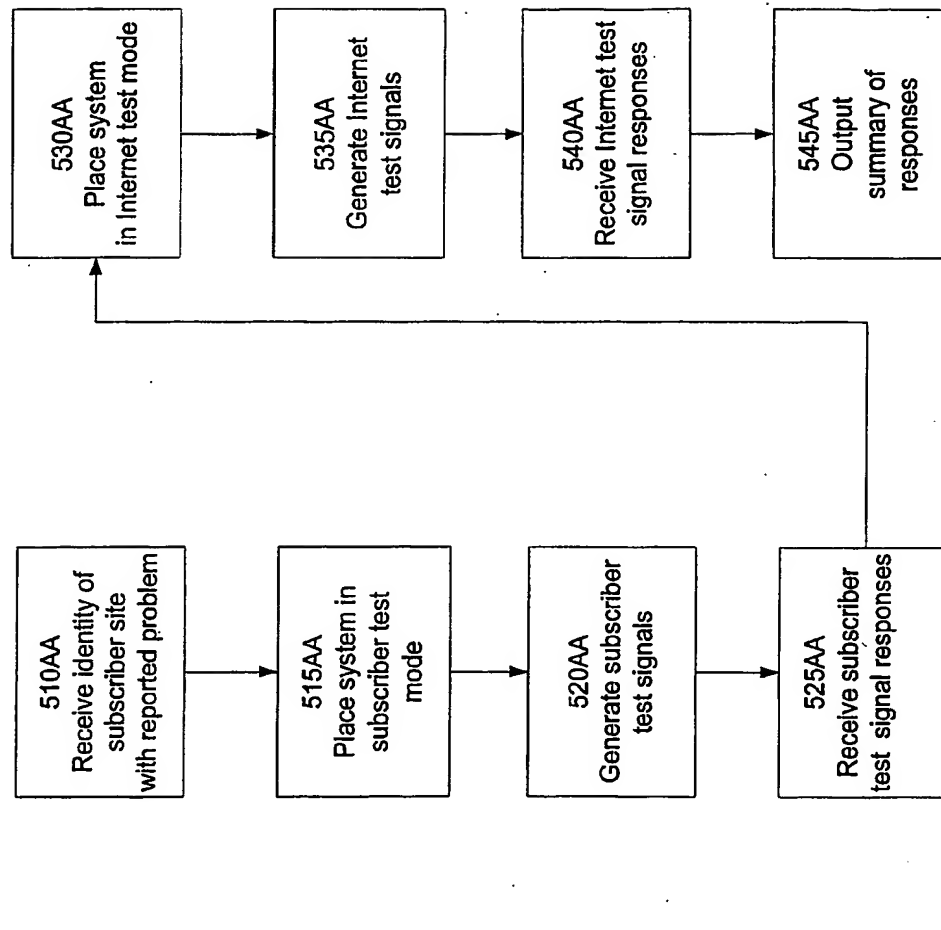 510AA
Receive identity of
subscriber site
with reported problem
515AA
Place system in
subscriber test
mode
520AA
Generate subscriber
test signals
525AA
Receive subscriber
test signal responses
530AA
Place system
in Internet test mode
535AA
Generate Internet
test signals
540AA
Receive Internet test
signal responses
545AA
Output
summary of
responses